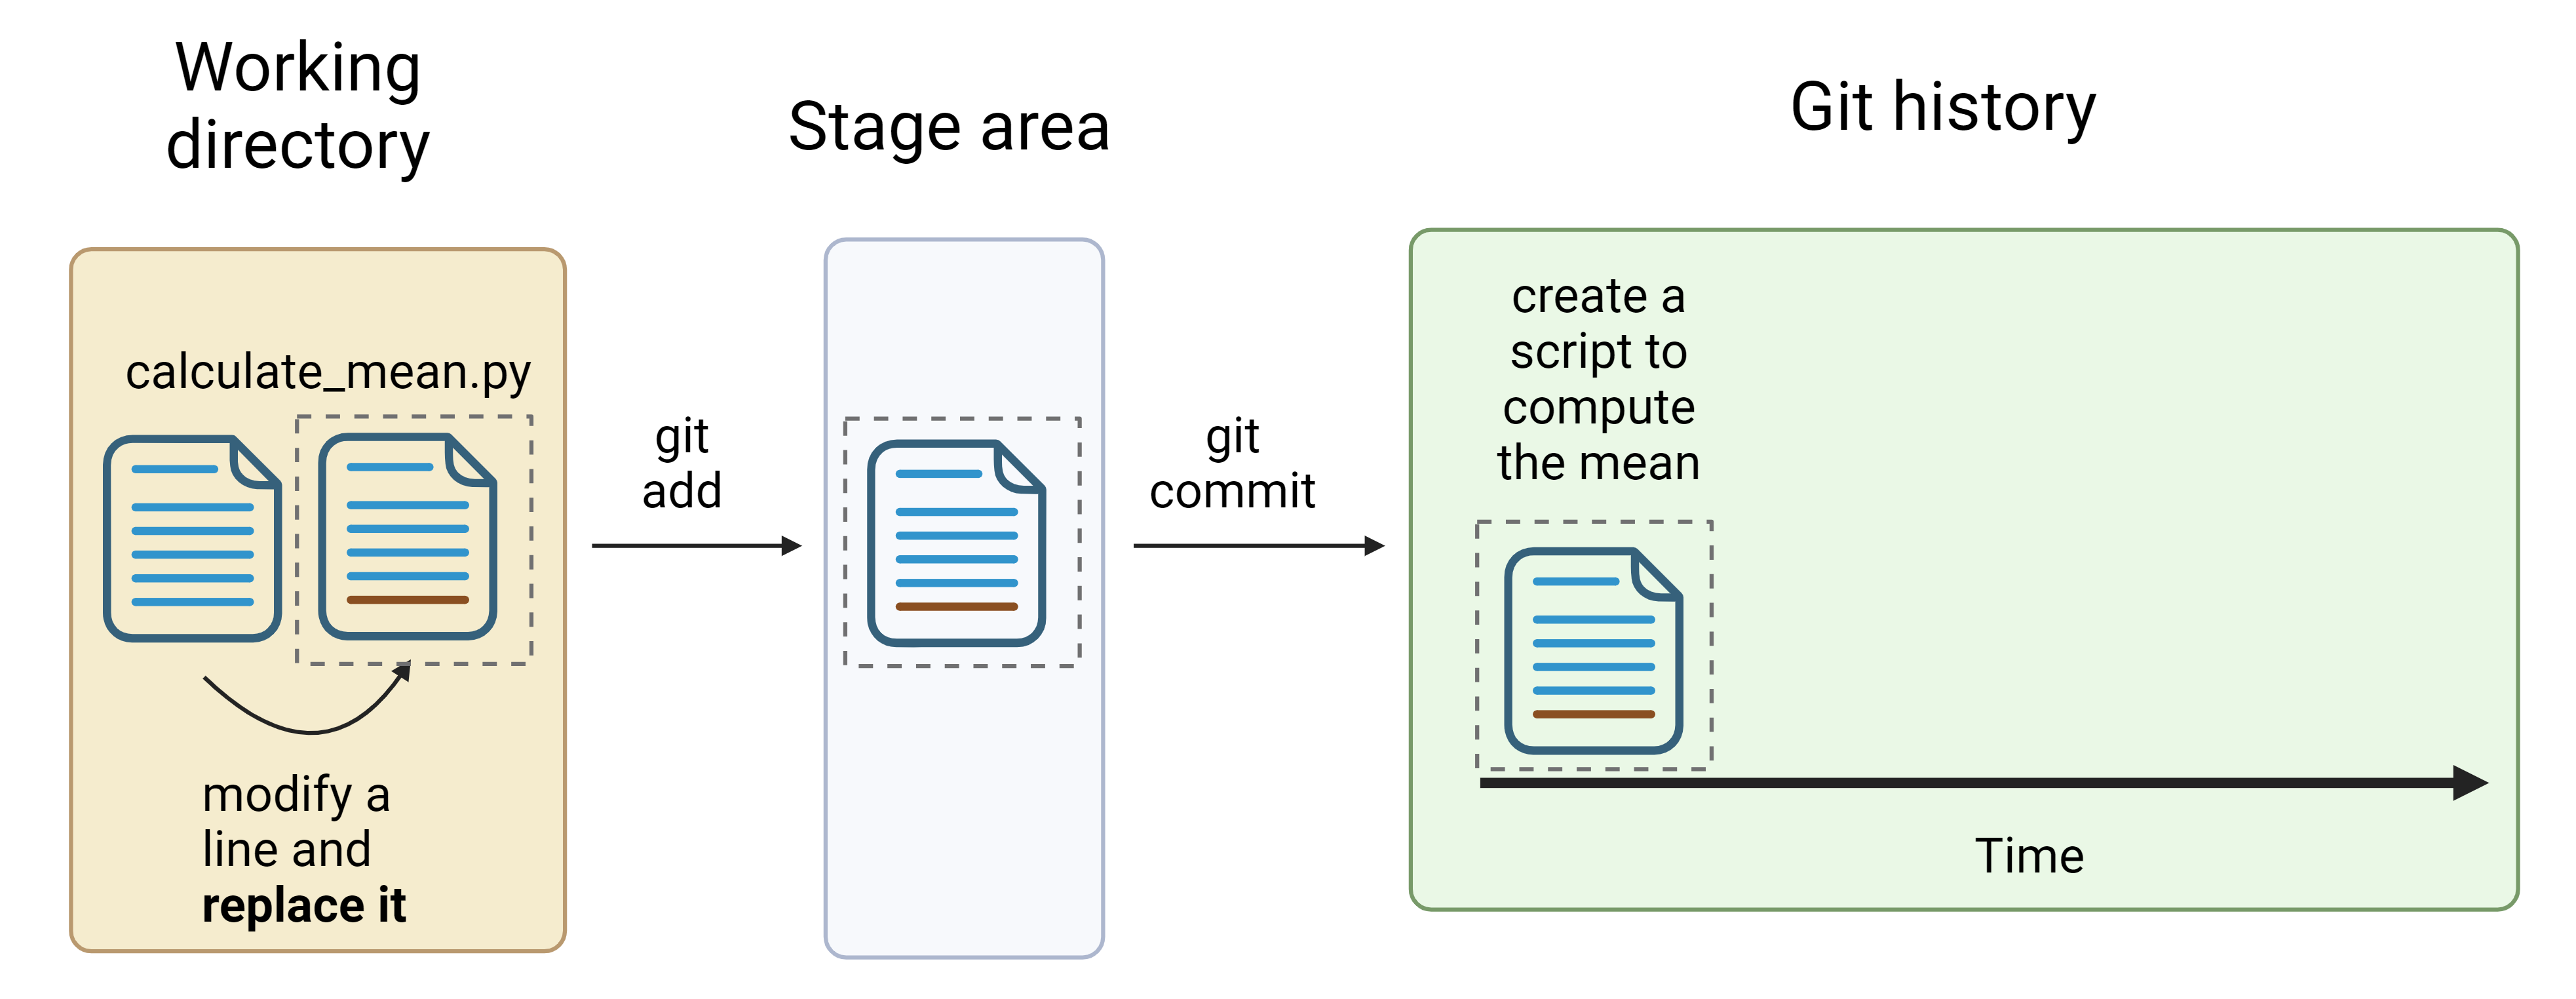 Working
directory
Stage area
Git history
calculate_mean.py
modify a
line and
replace it
git
add
git
commit
create a
script to
compute
the mean
Time